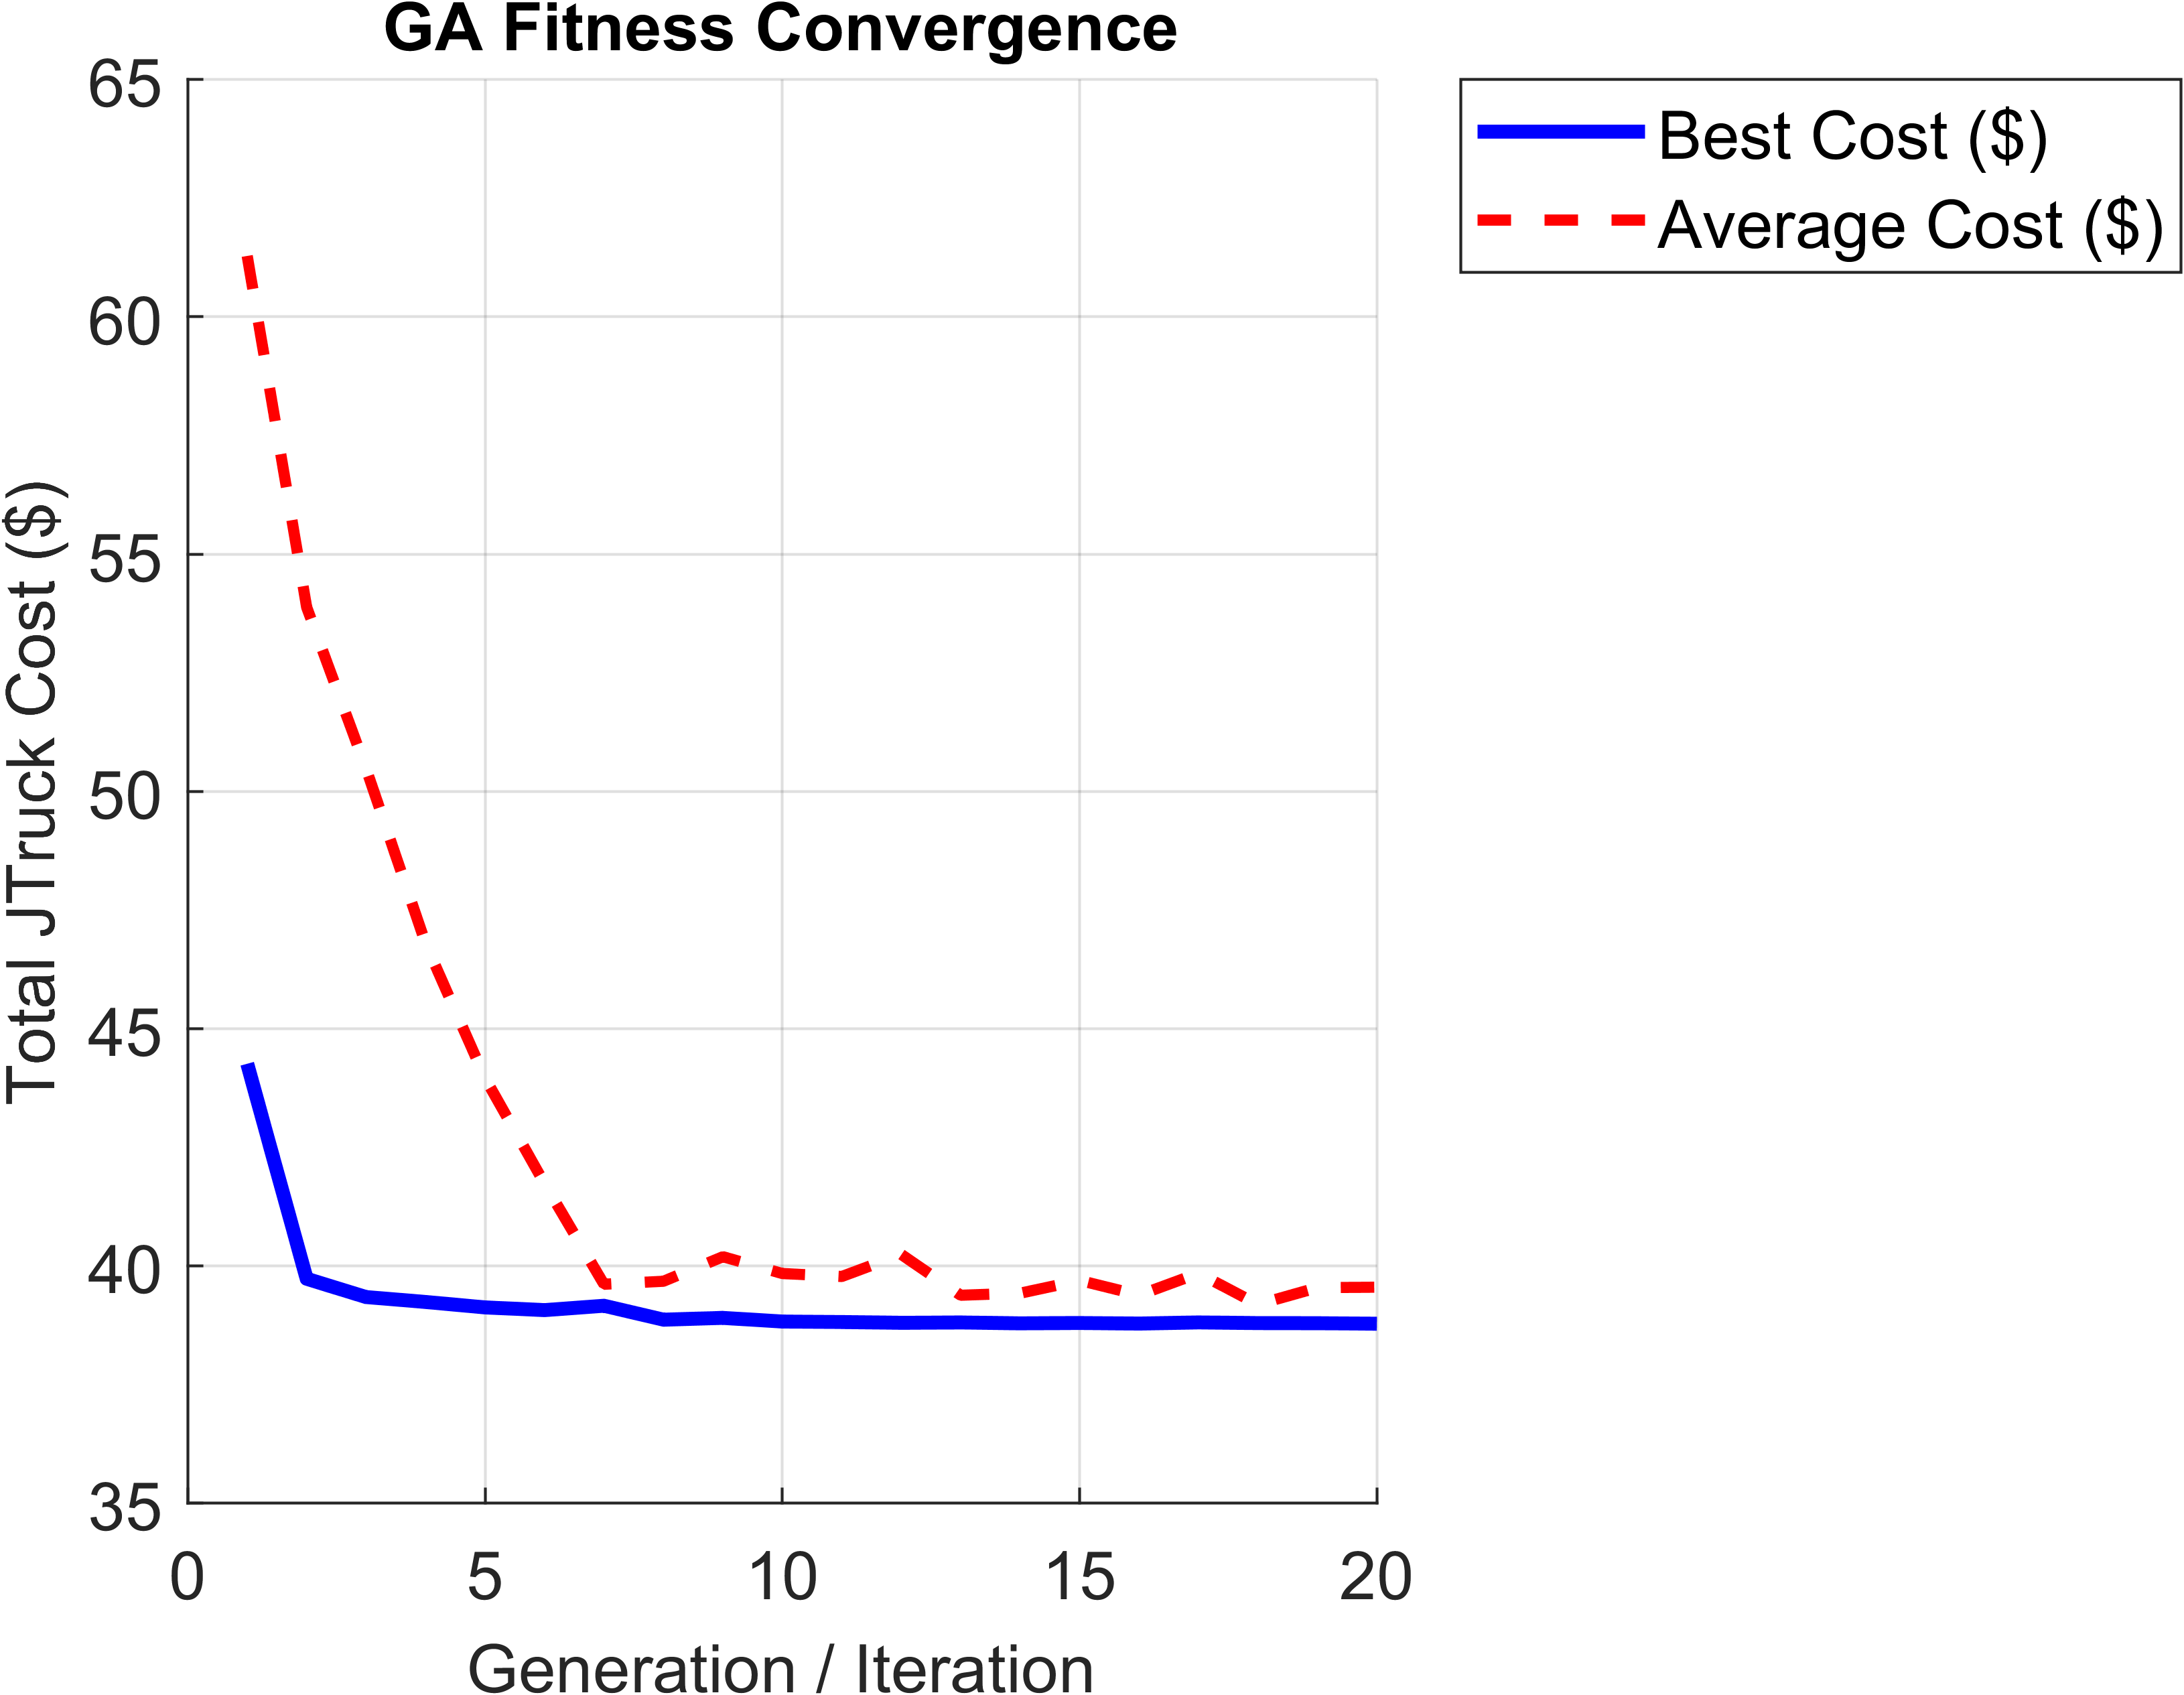 GA Fitness Convergence
Best Cost ($)
Average Cost ($)
Total JTruck Cost ($)
65
60
55
50
45
40
35
0 5 10 15 20
Generation / Iteration